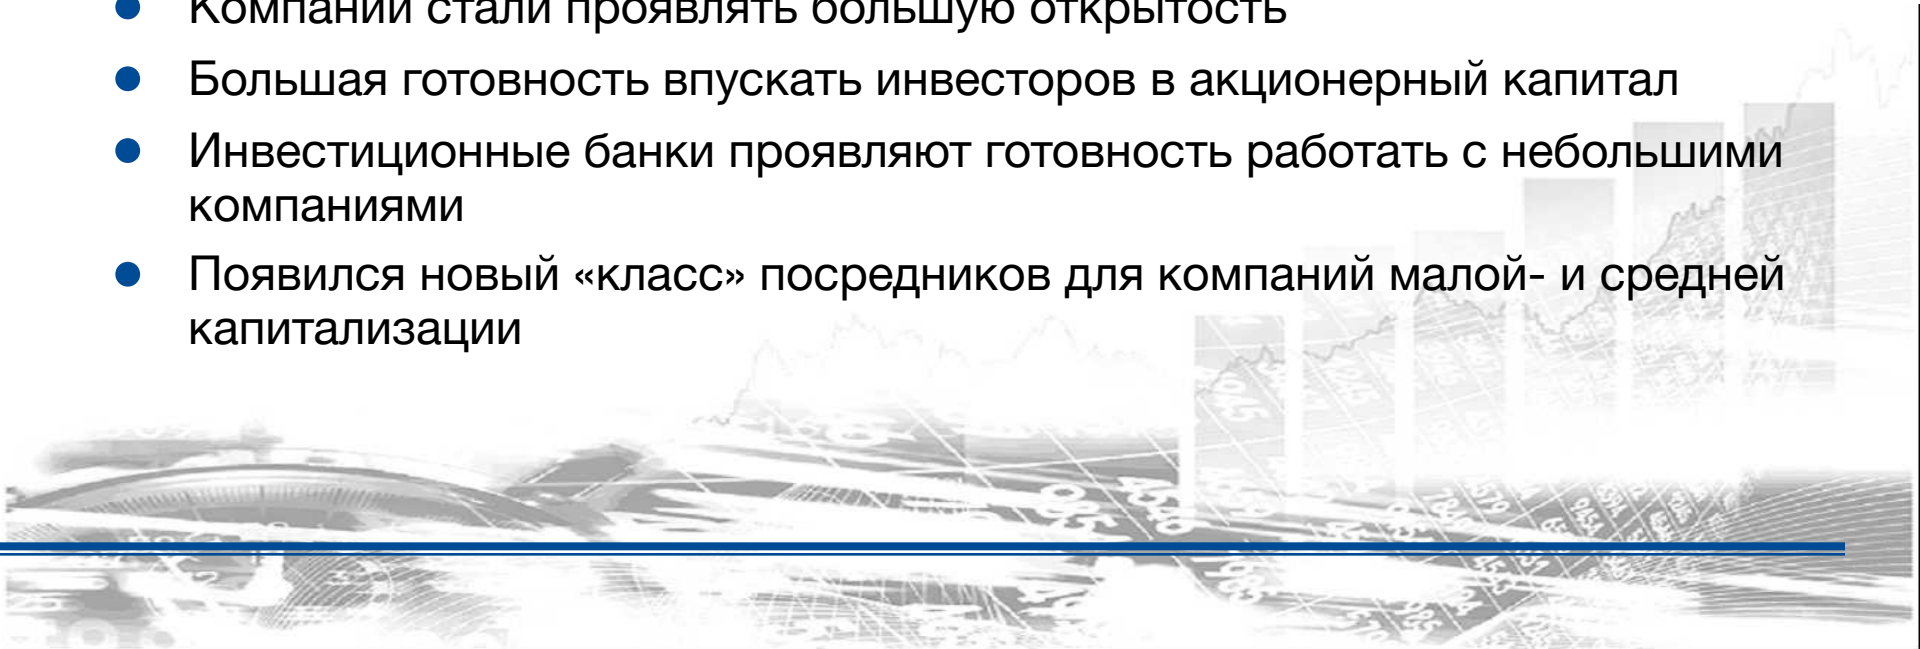 Компании стали проявлять большую открытость
Большая готовность впускать инвесторов в акционерный капитал
Инвестиционные банки проявляют готовность работать с небольшими
компаниями
Появился новый «класс» посредников для компаний малой- и средней
капитализации